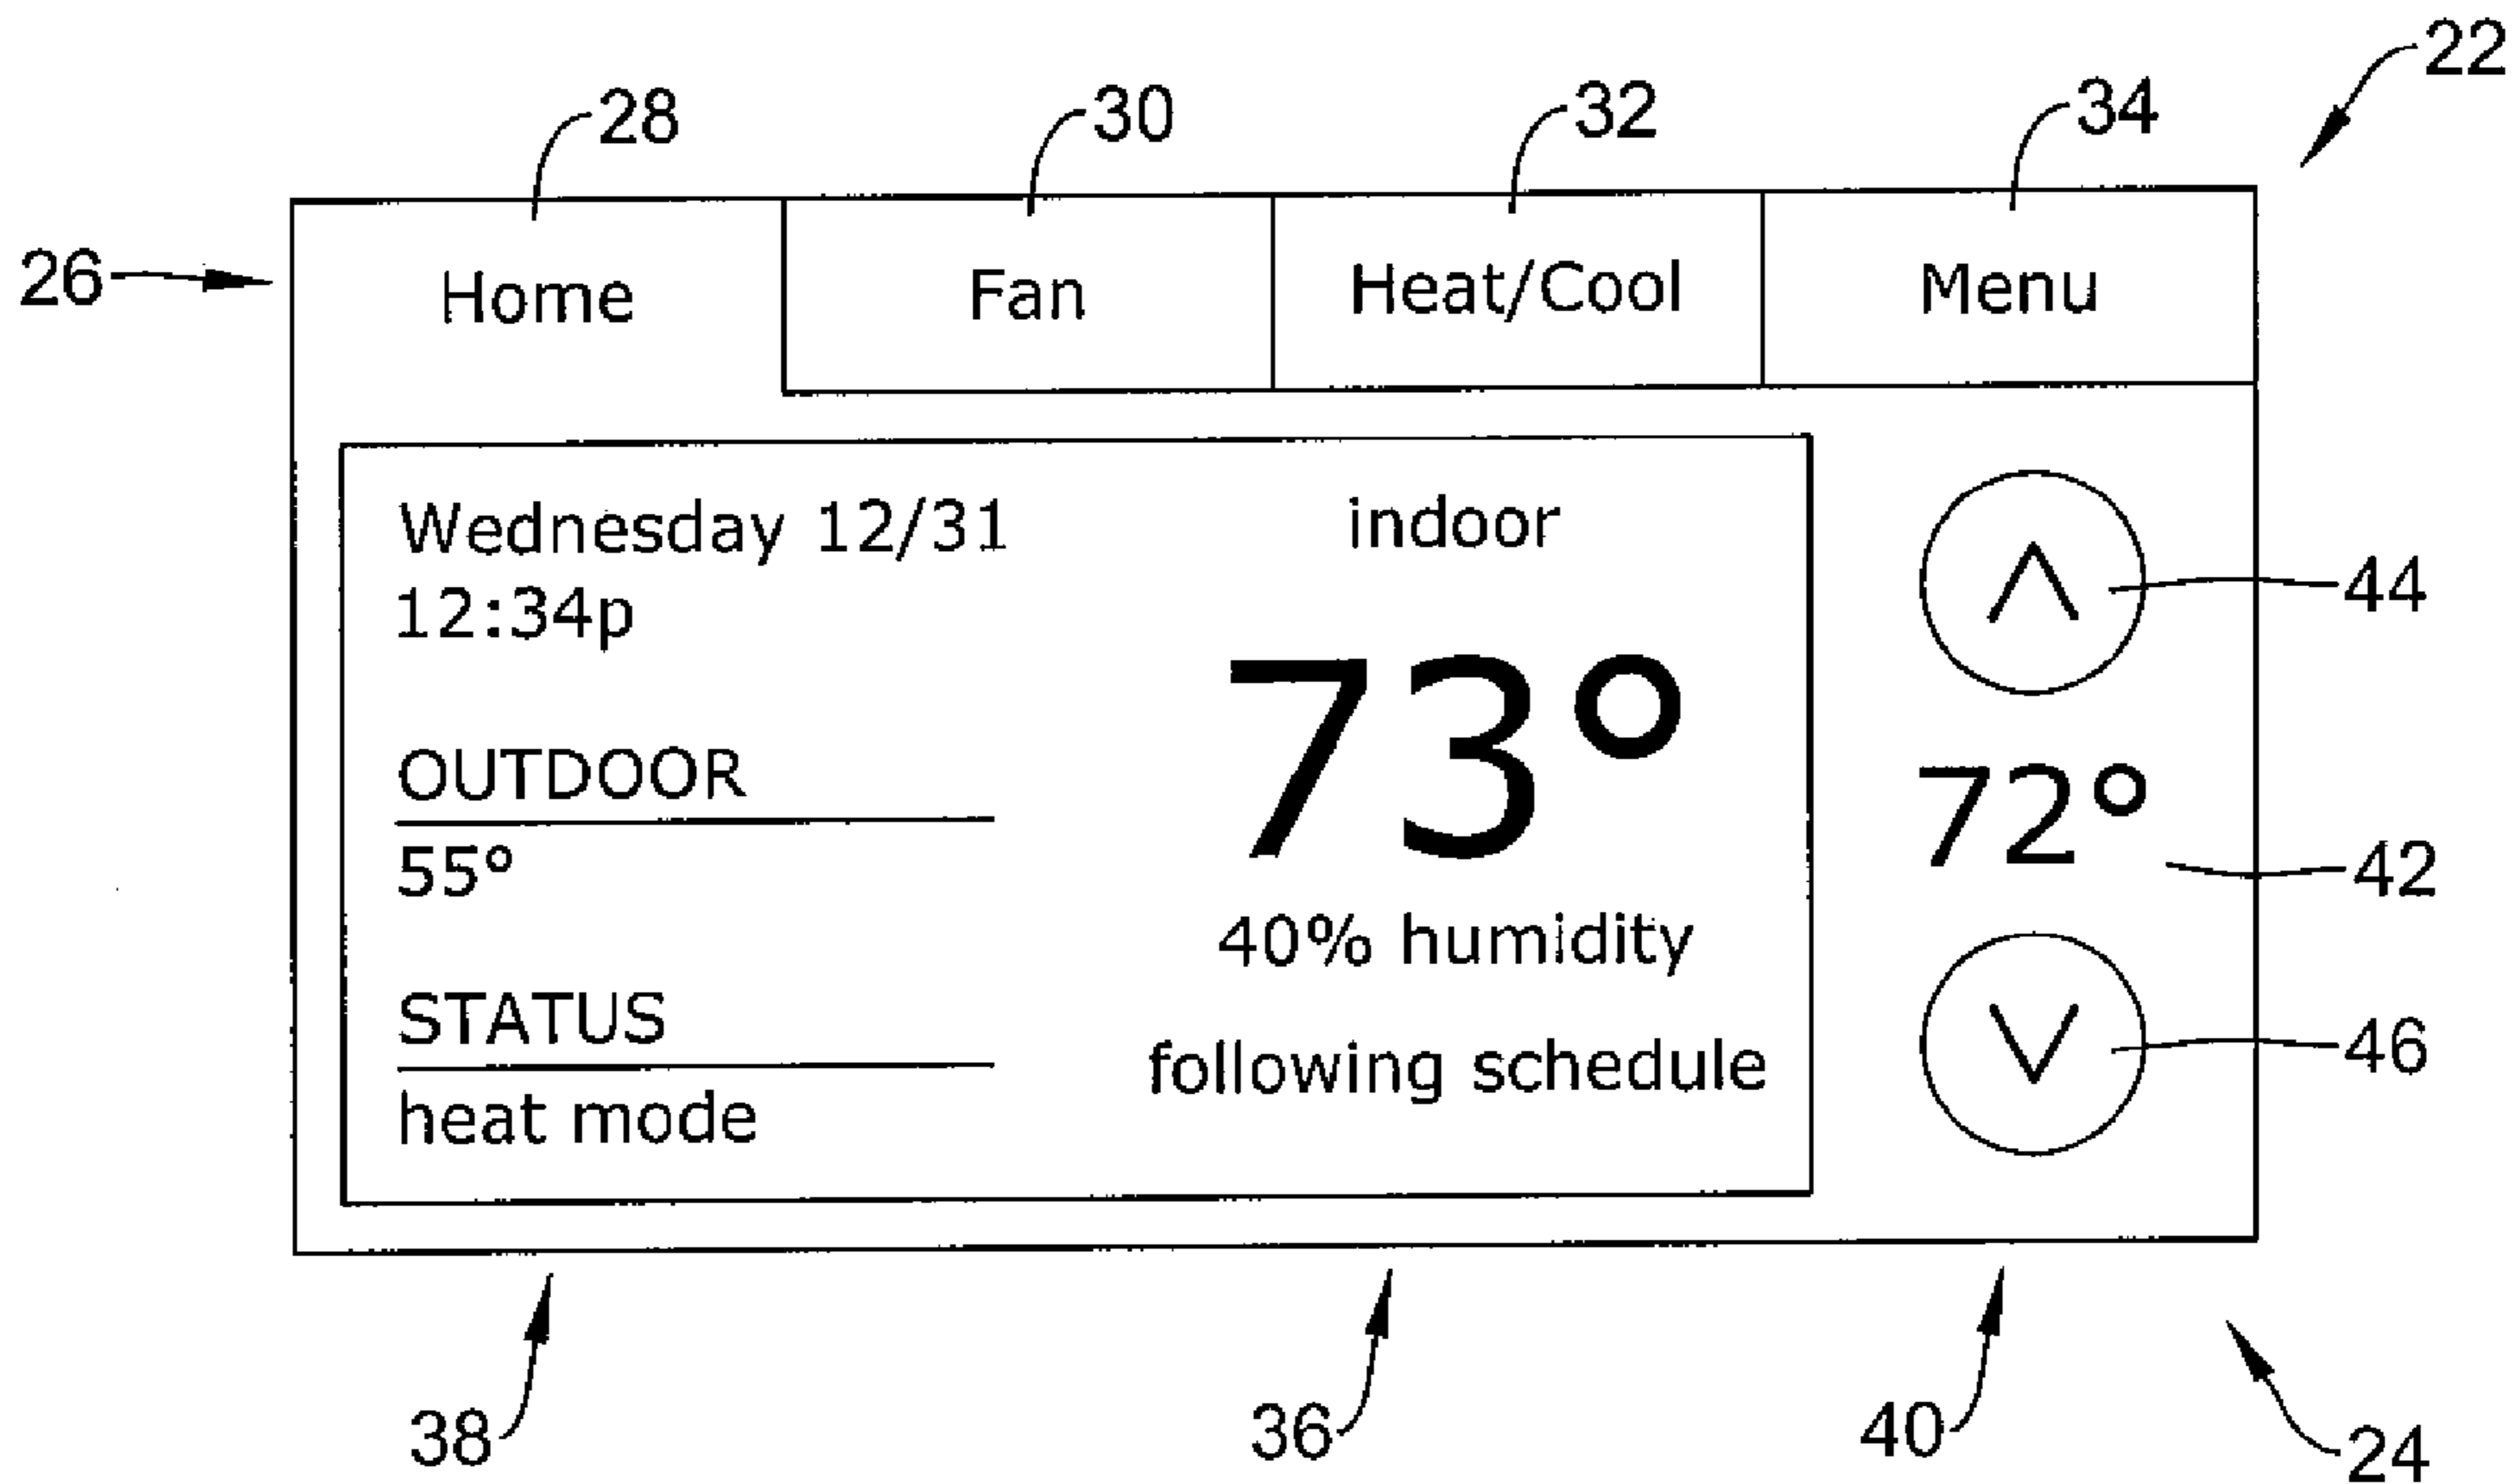 22
28 30 32 34
26
Home Fan Heat/Cool Menu
Wednesday 12/31
12:34p
OUTDOOR
55°
STATUS
heat mode
indoor
73°
40% humidity
following schedule
44
72°
42
46
38 36 40 24